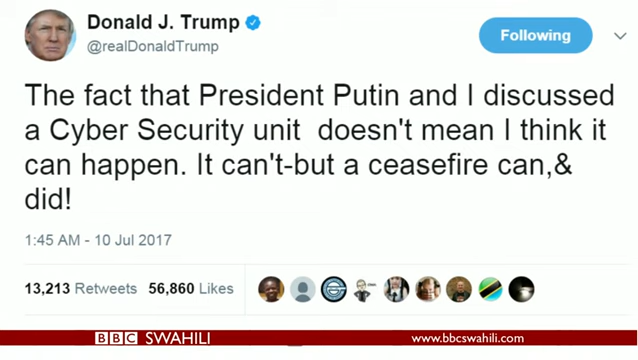 Donald J. Trump
@realDonaldTrump
Following
The fact that President Putin and I discussed
a Cyber Security unit doesn't mean I think it
can happen. It can't-but a ceasefire can,&
did!
1:45 AM - 10 Jul 2017
13,213 Retweets 56,860 Likes
BBC SWAHILI www.bbcswahili.com